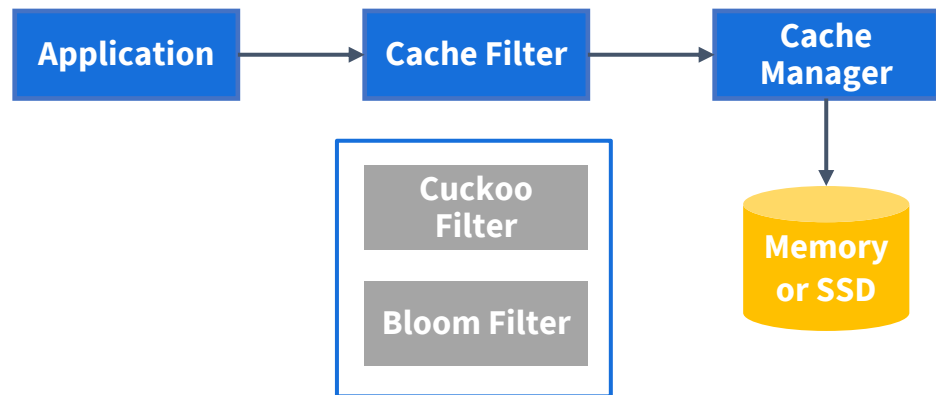 Application
Cache Filter
Cache
Manager
Cuckoo
Filter
Bloom Filter
Memory
or SSD